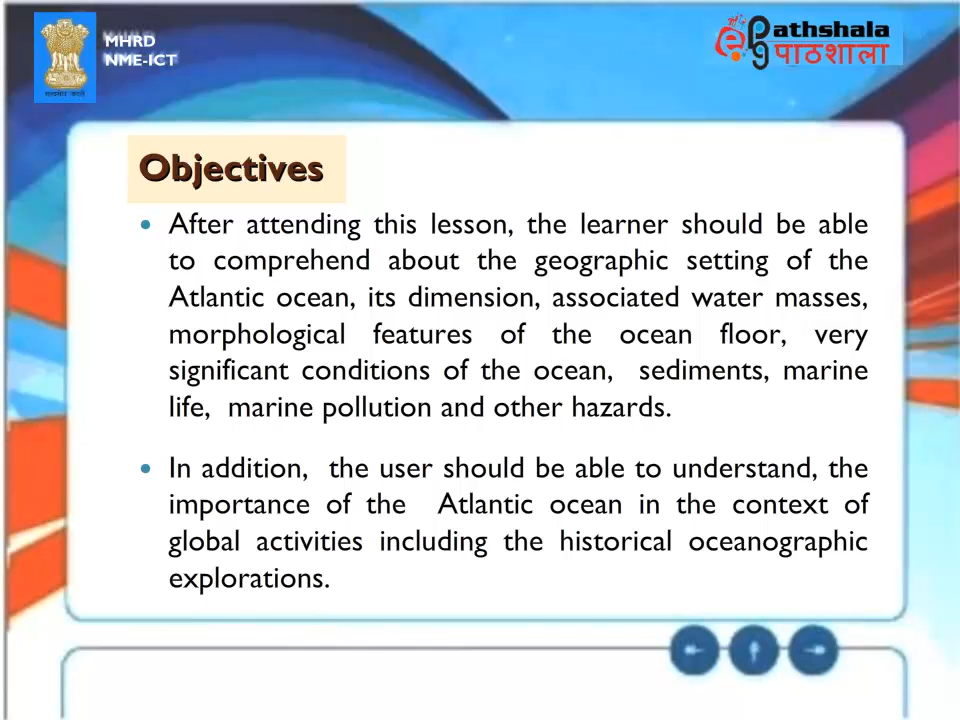 MHRD
NME-ICT
epg athshala
पाठशाला
Objectives
• After attending this lesson, the learner should be able
to comprehend about the geographic setting of the
Atlantic ocean, its dimension, associated water masses,
morphological features of the ocean floor, very
significant conditions of the ocean, sediments, marine
life, marine pollution and other hazards.
• In addition, the user should be able to understand, the
importance of the Atlantic ocean in the context of
global activities including the historical oceanographic
explorations.